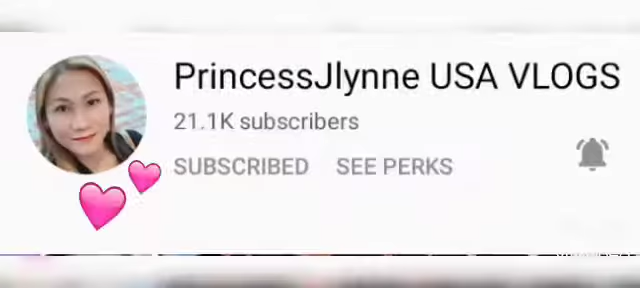 PrincessJlynne USA VLOGS
21.1K subscribers
SUBSCRIBED SEE PERKS